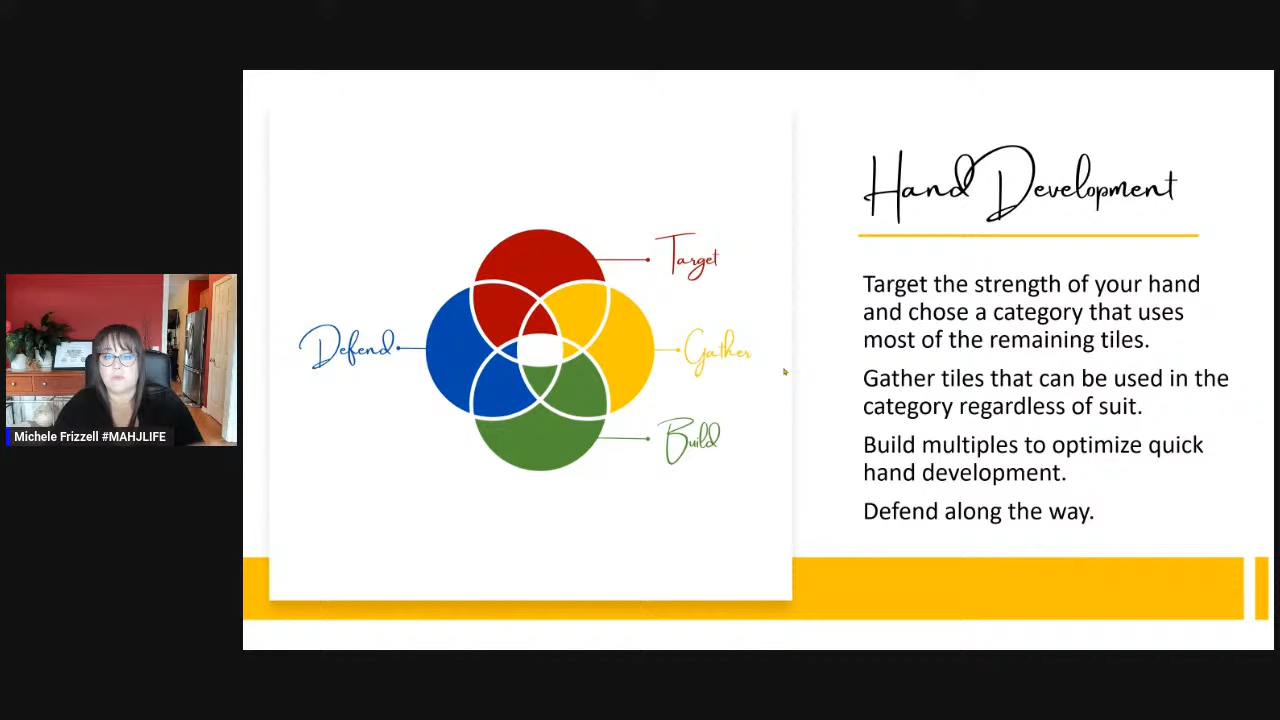 Hand Development
Target
Defend
Gather
Build
Target the strength of your hand
and chose a category that uses
most of the remaining tiles.
Gather tiles that can be used in the
category regardless of suit.
Build multiples to optimize quick
hand development.
Defend along the way.
Michele Frizzell #MAHJLIFE